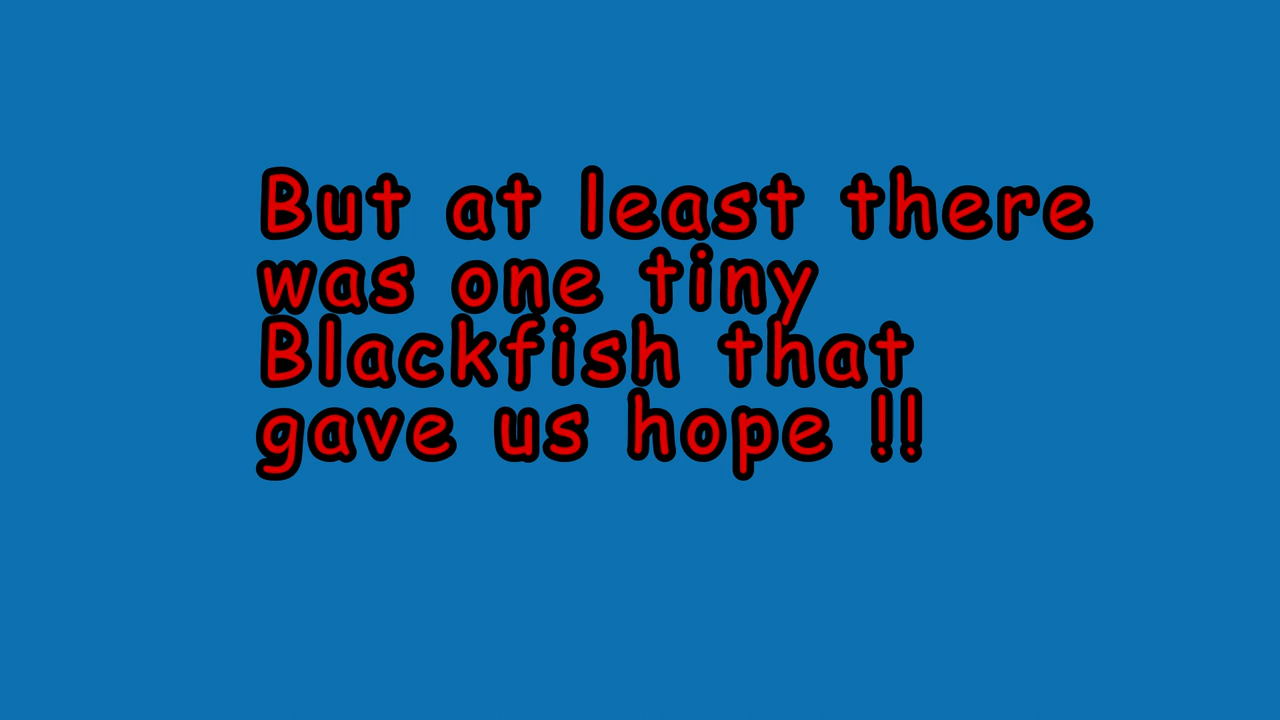 But at least there
was one tiny
Blackfish that
gave us hope !!